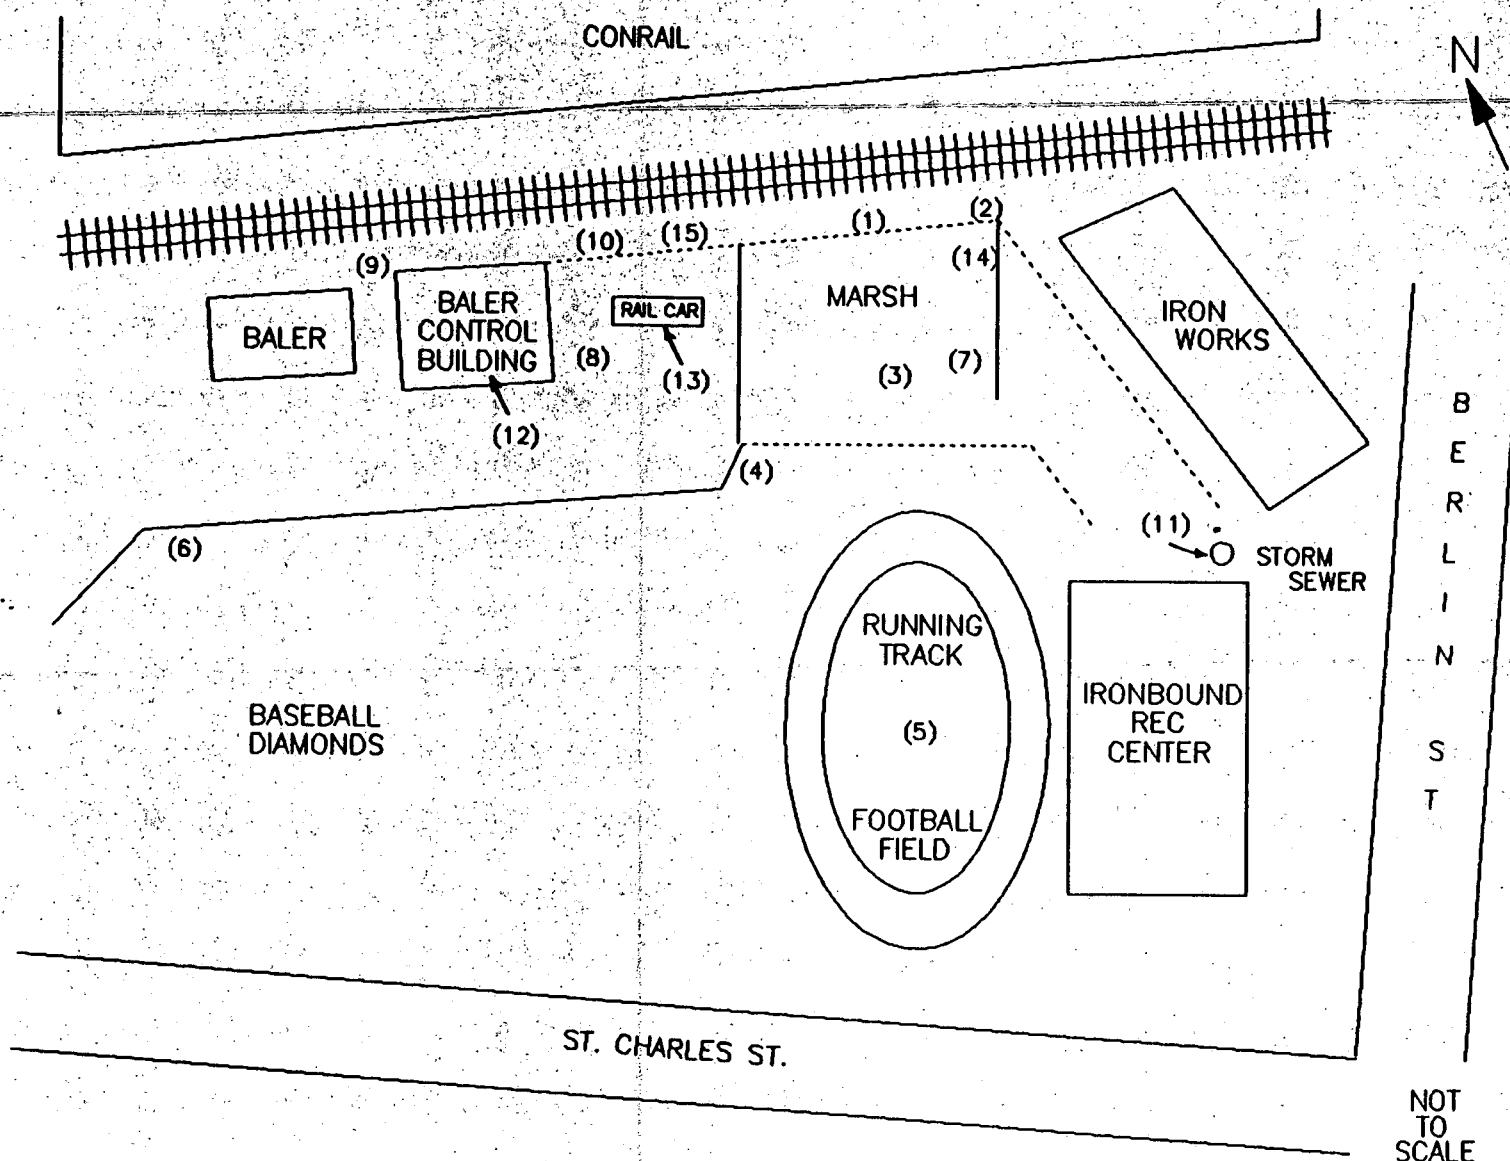 CONRAIL
N
(2)
(1)
(15)
(10)
(9)
(14)
MARSH
BALER
CONTROL
BUILDING
RAIL CAR
IRON
WORKS
BALER
(8)
(13)
(3)
(7)
(12)
(4)
(6)
(11)
STORM
SEWER
BERLIN ST
RUNNING
TRACK
(5)
FOOTBALL
FIELD
IRONBOUND
REC
CENTER
BASEBALL
DIAMONDS
ST. CHARLES ST.
NOT
TO
SCALE